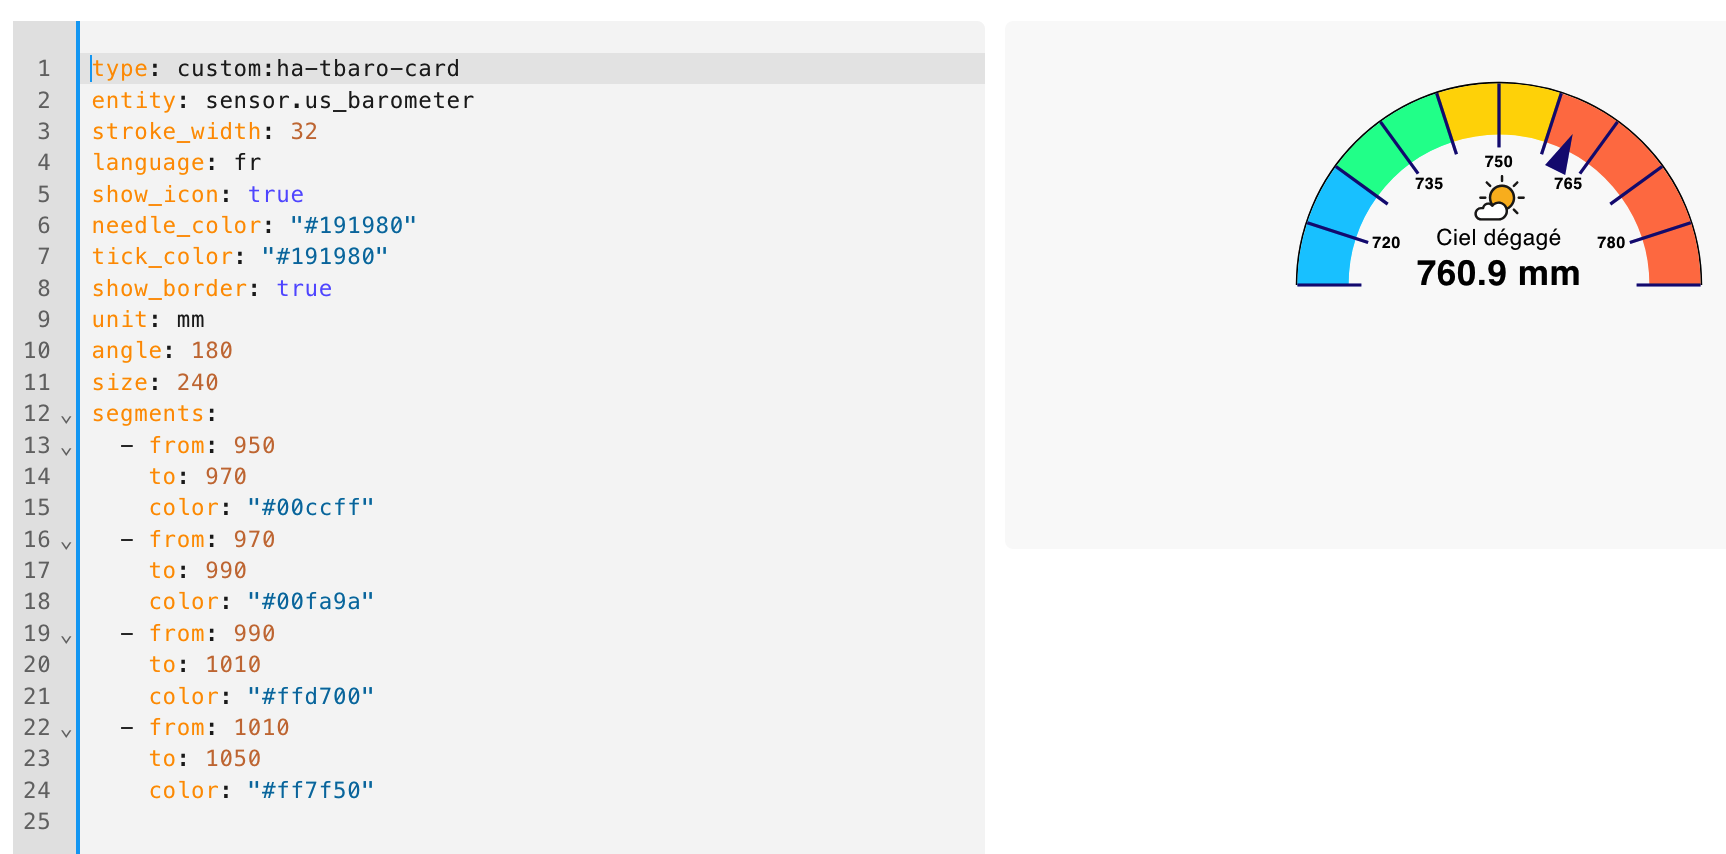 1 type: custom:ha-tbaro-card
2 entity: sensor.us_barometer
3 stroke_width: 32
4 language: fr
5 show_icon: true
6 needle_color: "#191980"
7 tick_color: "#191980"
8 show_border: true
9 unit: mm
10 angle: 180
11 size: 240
12 segments:
13 - from: 950
14 to: 970
15 color: "#00ccff"
16 - from: 970
17 to: 990
18 color: "#00fa9a"
19 - from: 990
20 to: 1010
21 color: "#ffd700"
22 - from: 1010
23 to: 1050
24 color: "#ff7f50"
25
750
735 765
720 780
Ciel dégagé
760.9 mm